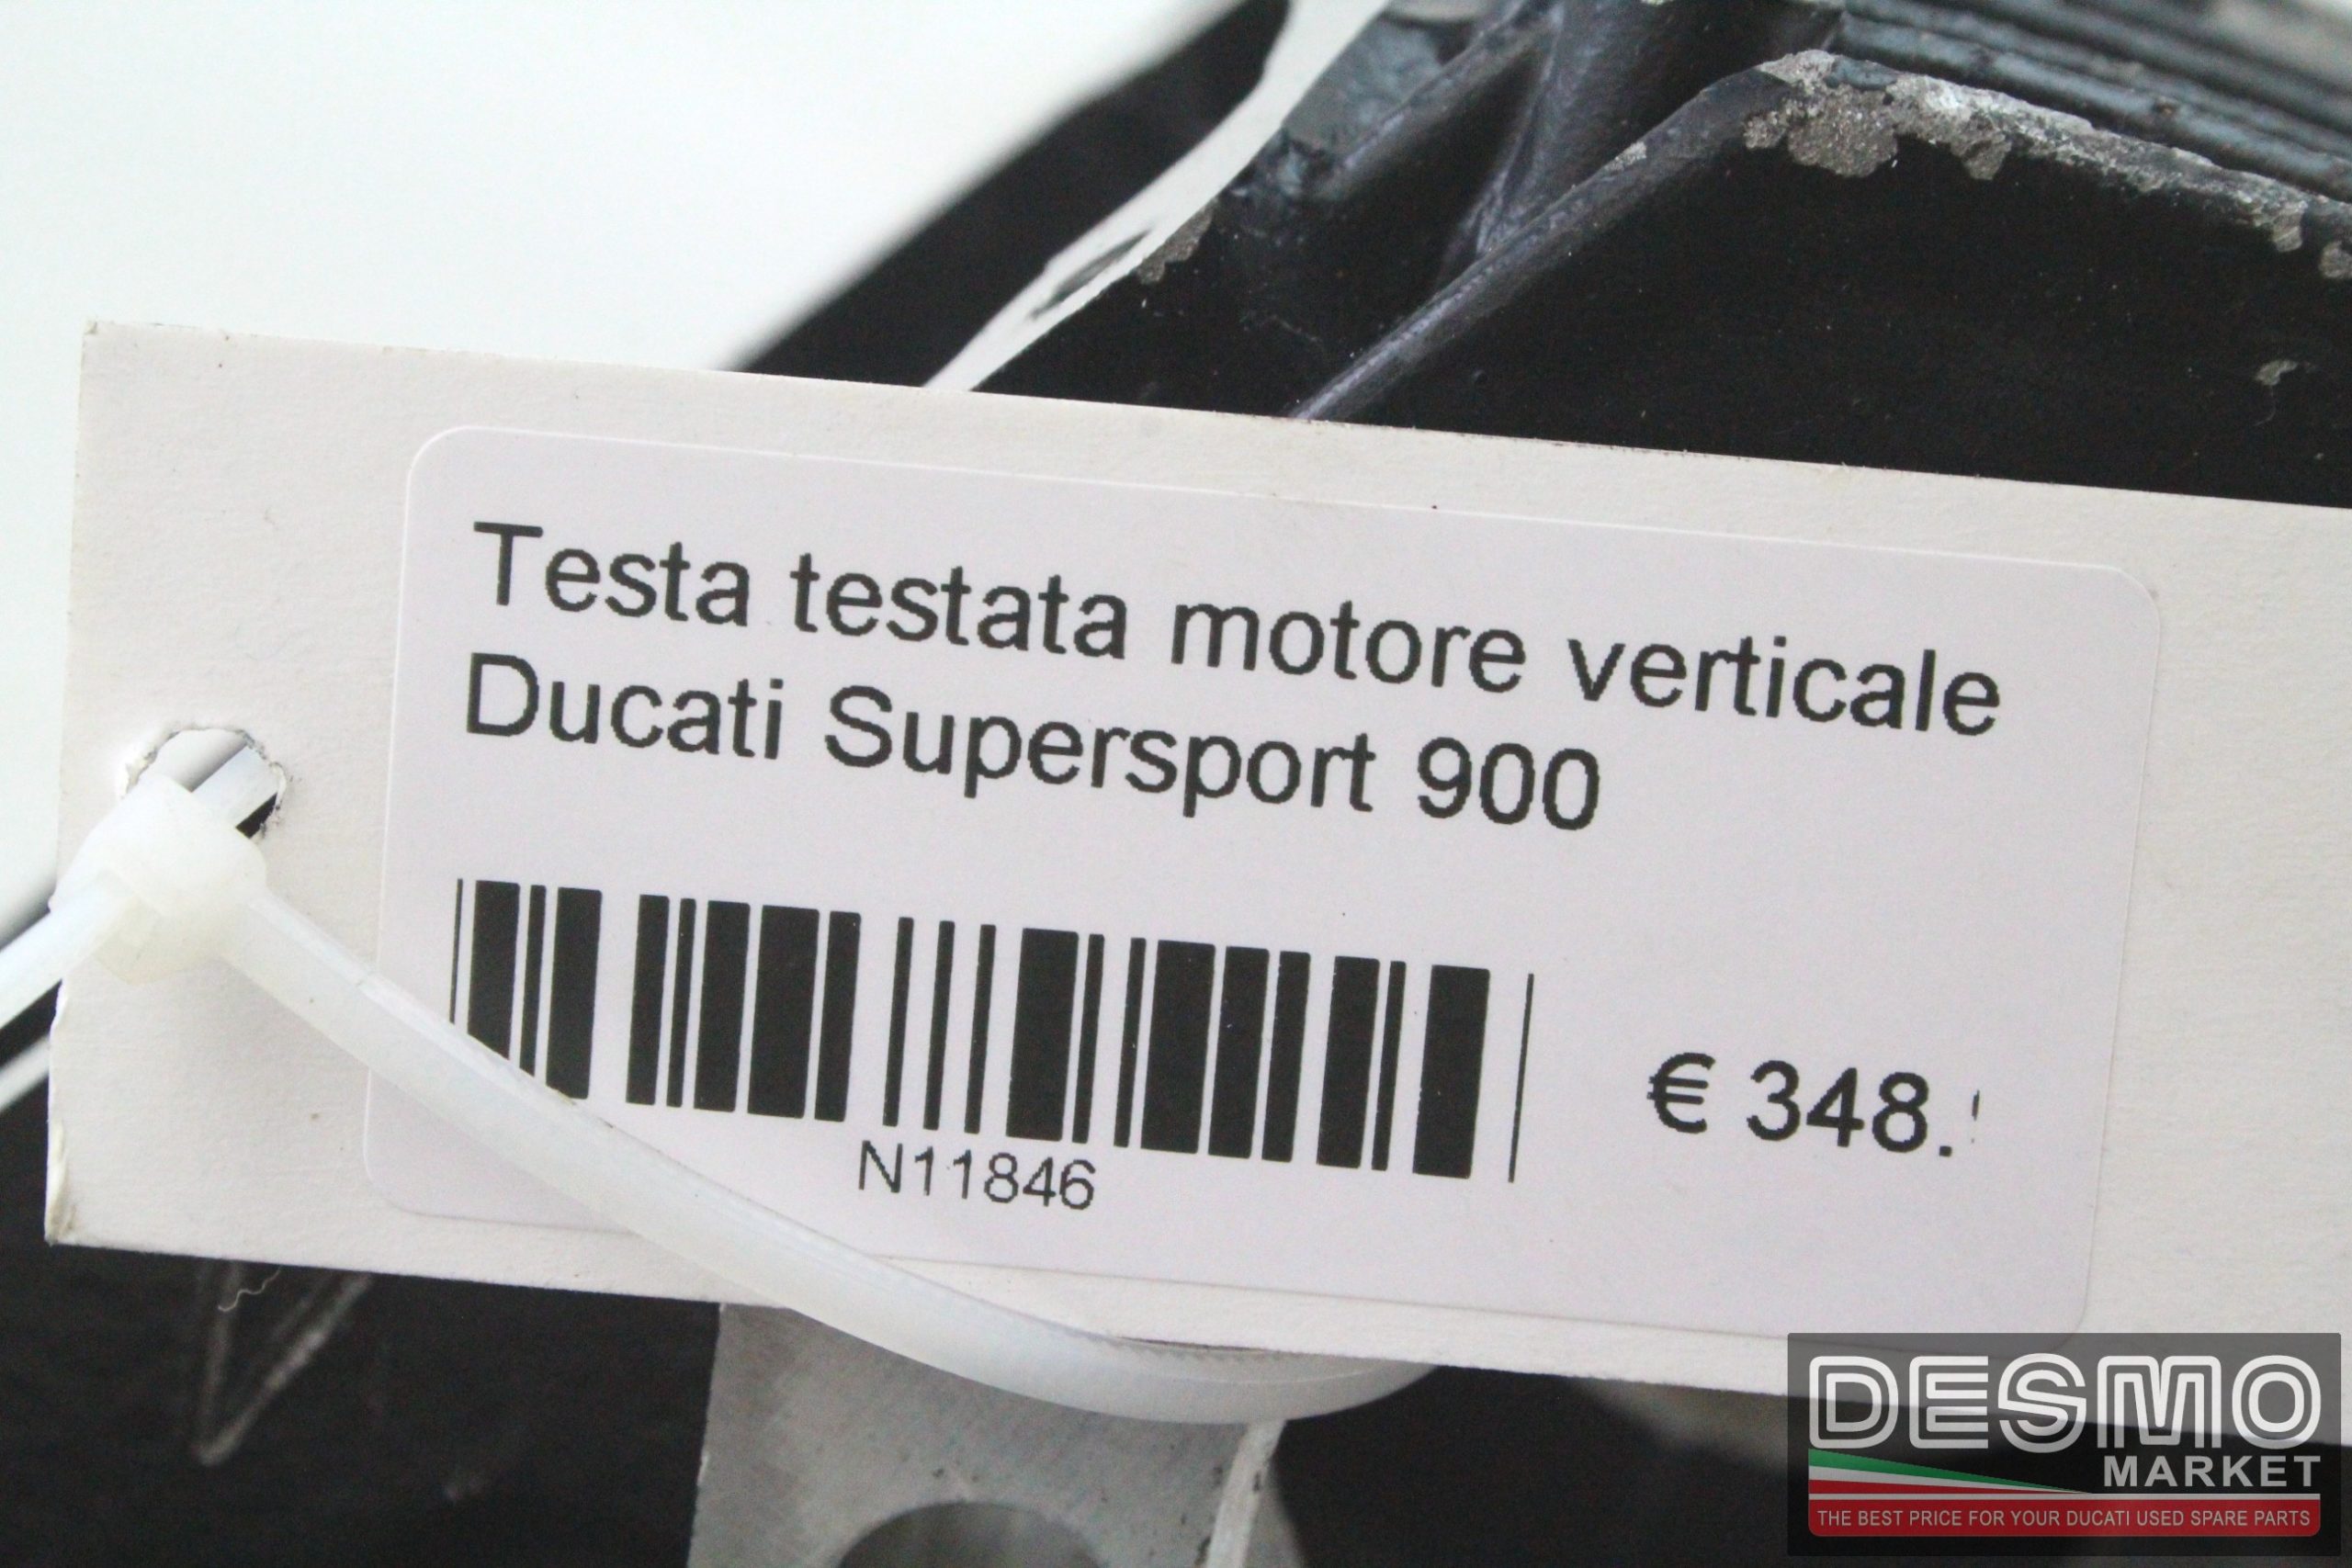 Testa testata motore verticale
Ducati Supersport 900
N11846
€ 348.
DESMO
MARKET
THE BEST PRICE FOR YOUR DUCATI USED SPARE PARTS